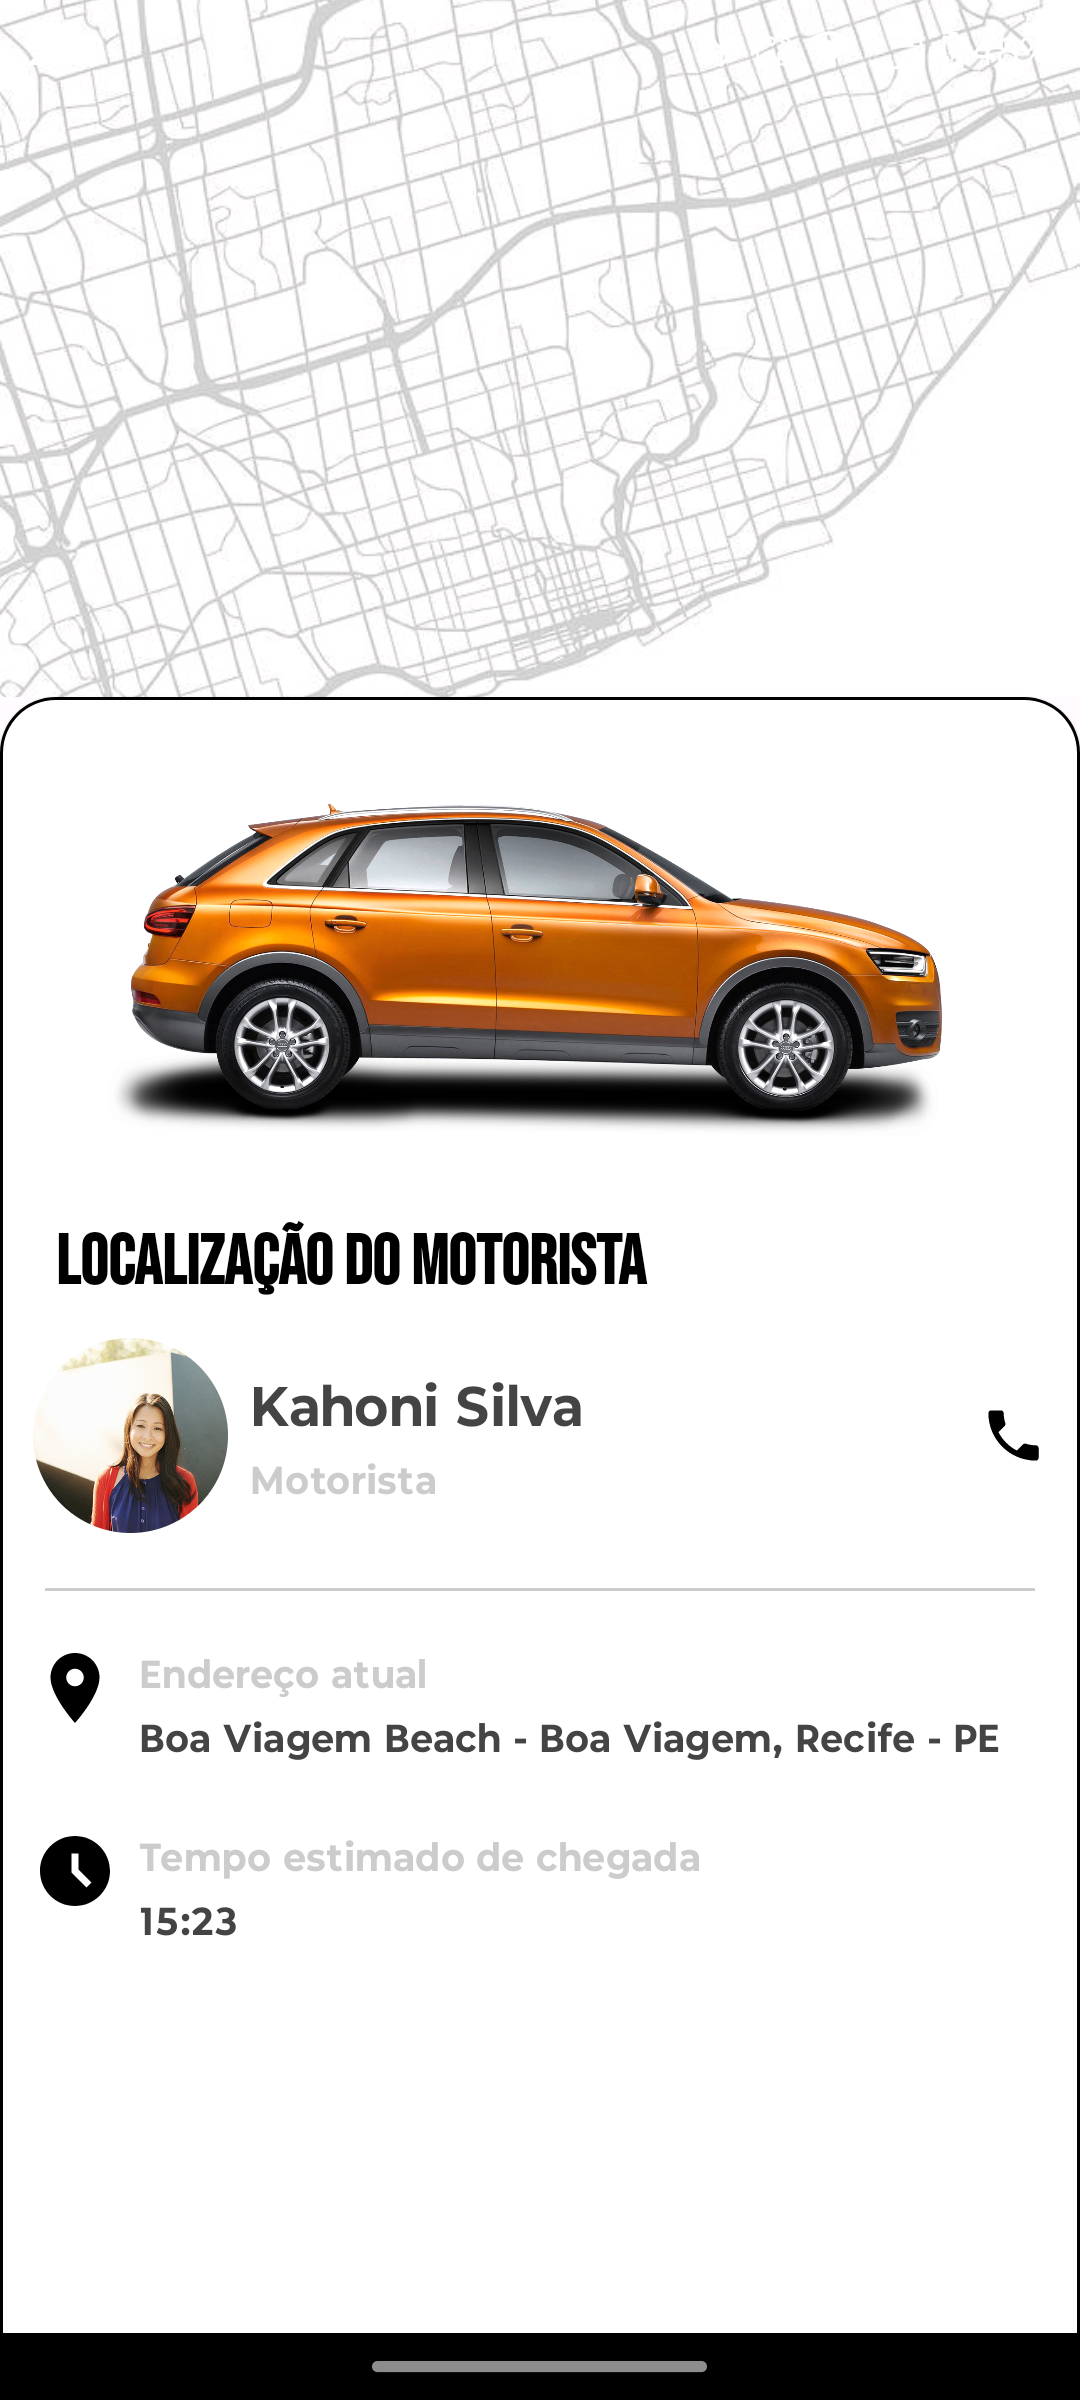 LOCALIZAÇÃO DO MOTORISTA
Kahoni Silva
Motorista
Endereço atual
Boa Viagem Beach - Boa Viagem, Recife - PE
Tempo estimado de chegada
15:23